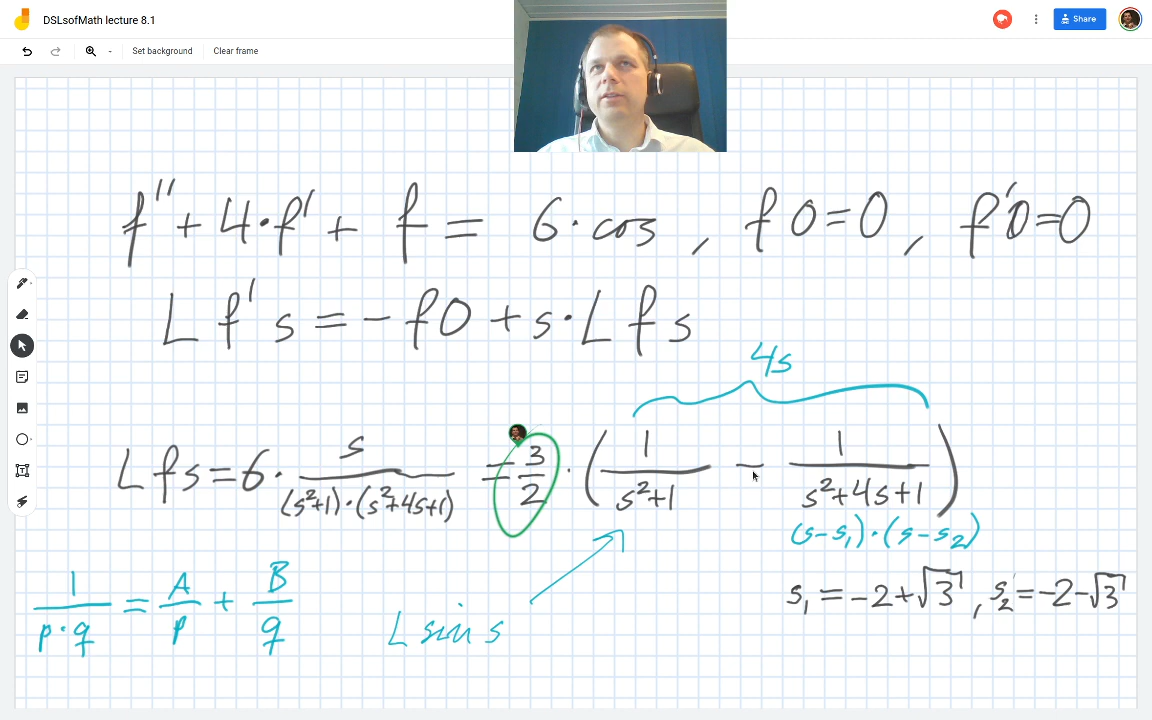 DSLsofMath lecture 8.1
Share
Set background Clear frame
f'' + 4·f' + f = 6·cos , f 0=0 , f'0=0
L f' s = - f0 + s·L f s
4s
L f s = 6· s/((s²+1)·(s²+4s+1)) = 3/2 · (1/(s²+1) - 1/(s²+4s+1))
(s-s₁)·(s-s₂)
1/(p·q) = A/p + B/q
L sin s
s₁ = -2+√3 , s₂ = -2-√3